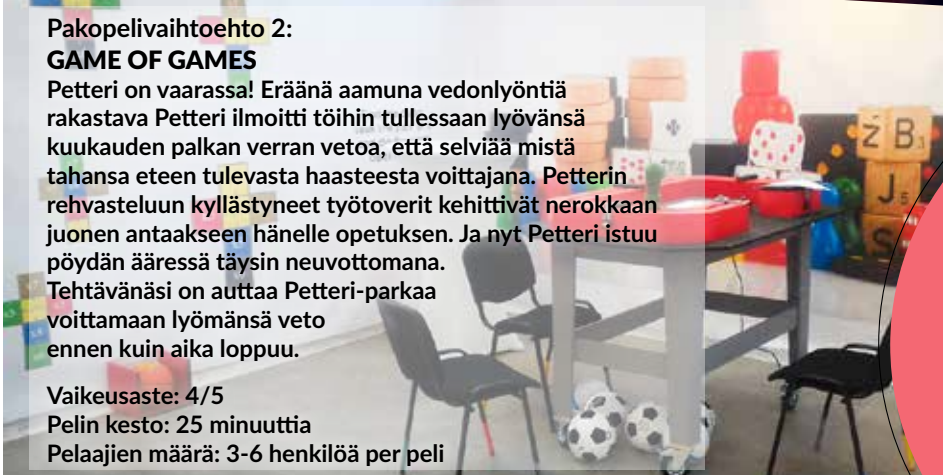 Pakopelivaihtoehto 2:
GAME OF GAMES
Petteri on vaarassa! Eräänä aamuna vedonlyöntiä
rakastava Petteri ilmoitti töihin tullessaan lyövänsä
kuukauden palkan verran vetoa, että selviää mistä
tahansa eteen tulevasta haasteesta voittajana. Petterin
rehvasteluun kyllästyneet työtoverit kehittivät nerokkaan
juonen antaakseen hänelle opetuksen. Ja nyt Petteri istuu
pöydän ääressä täysin neuvottomana.
Tehtävänäsi on auttaa Petteri-parkaa
voittamaan lyömänsä veto
ennen kuin aika loppuu.
Vaikeusaste: 4/5
Pelin kesto: 25 minuuttia
Pelaajien määrä: 3-6 henkilöä per peli
Z B
J5
S